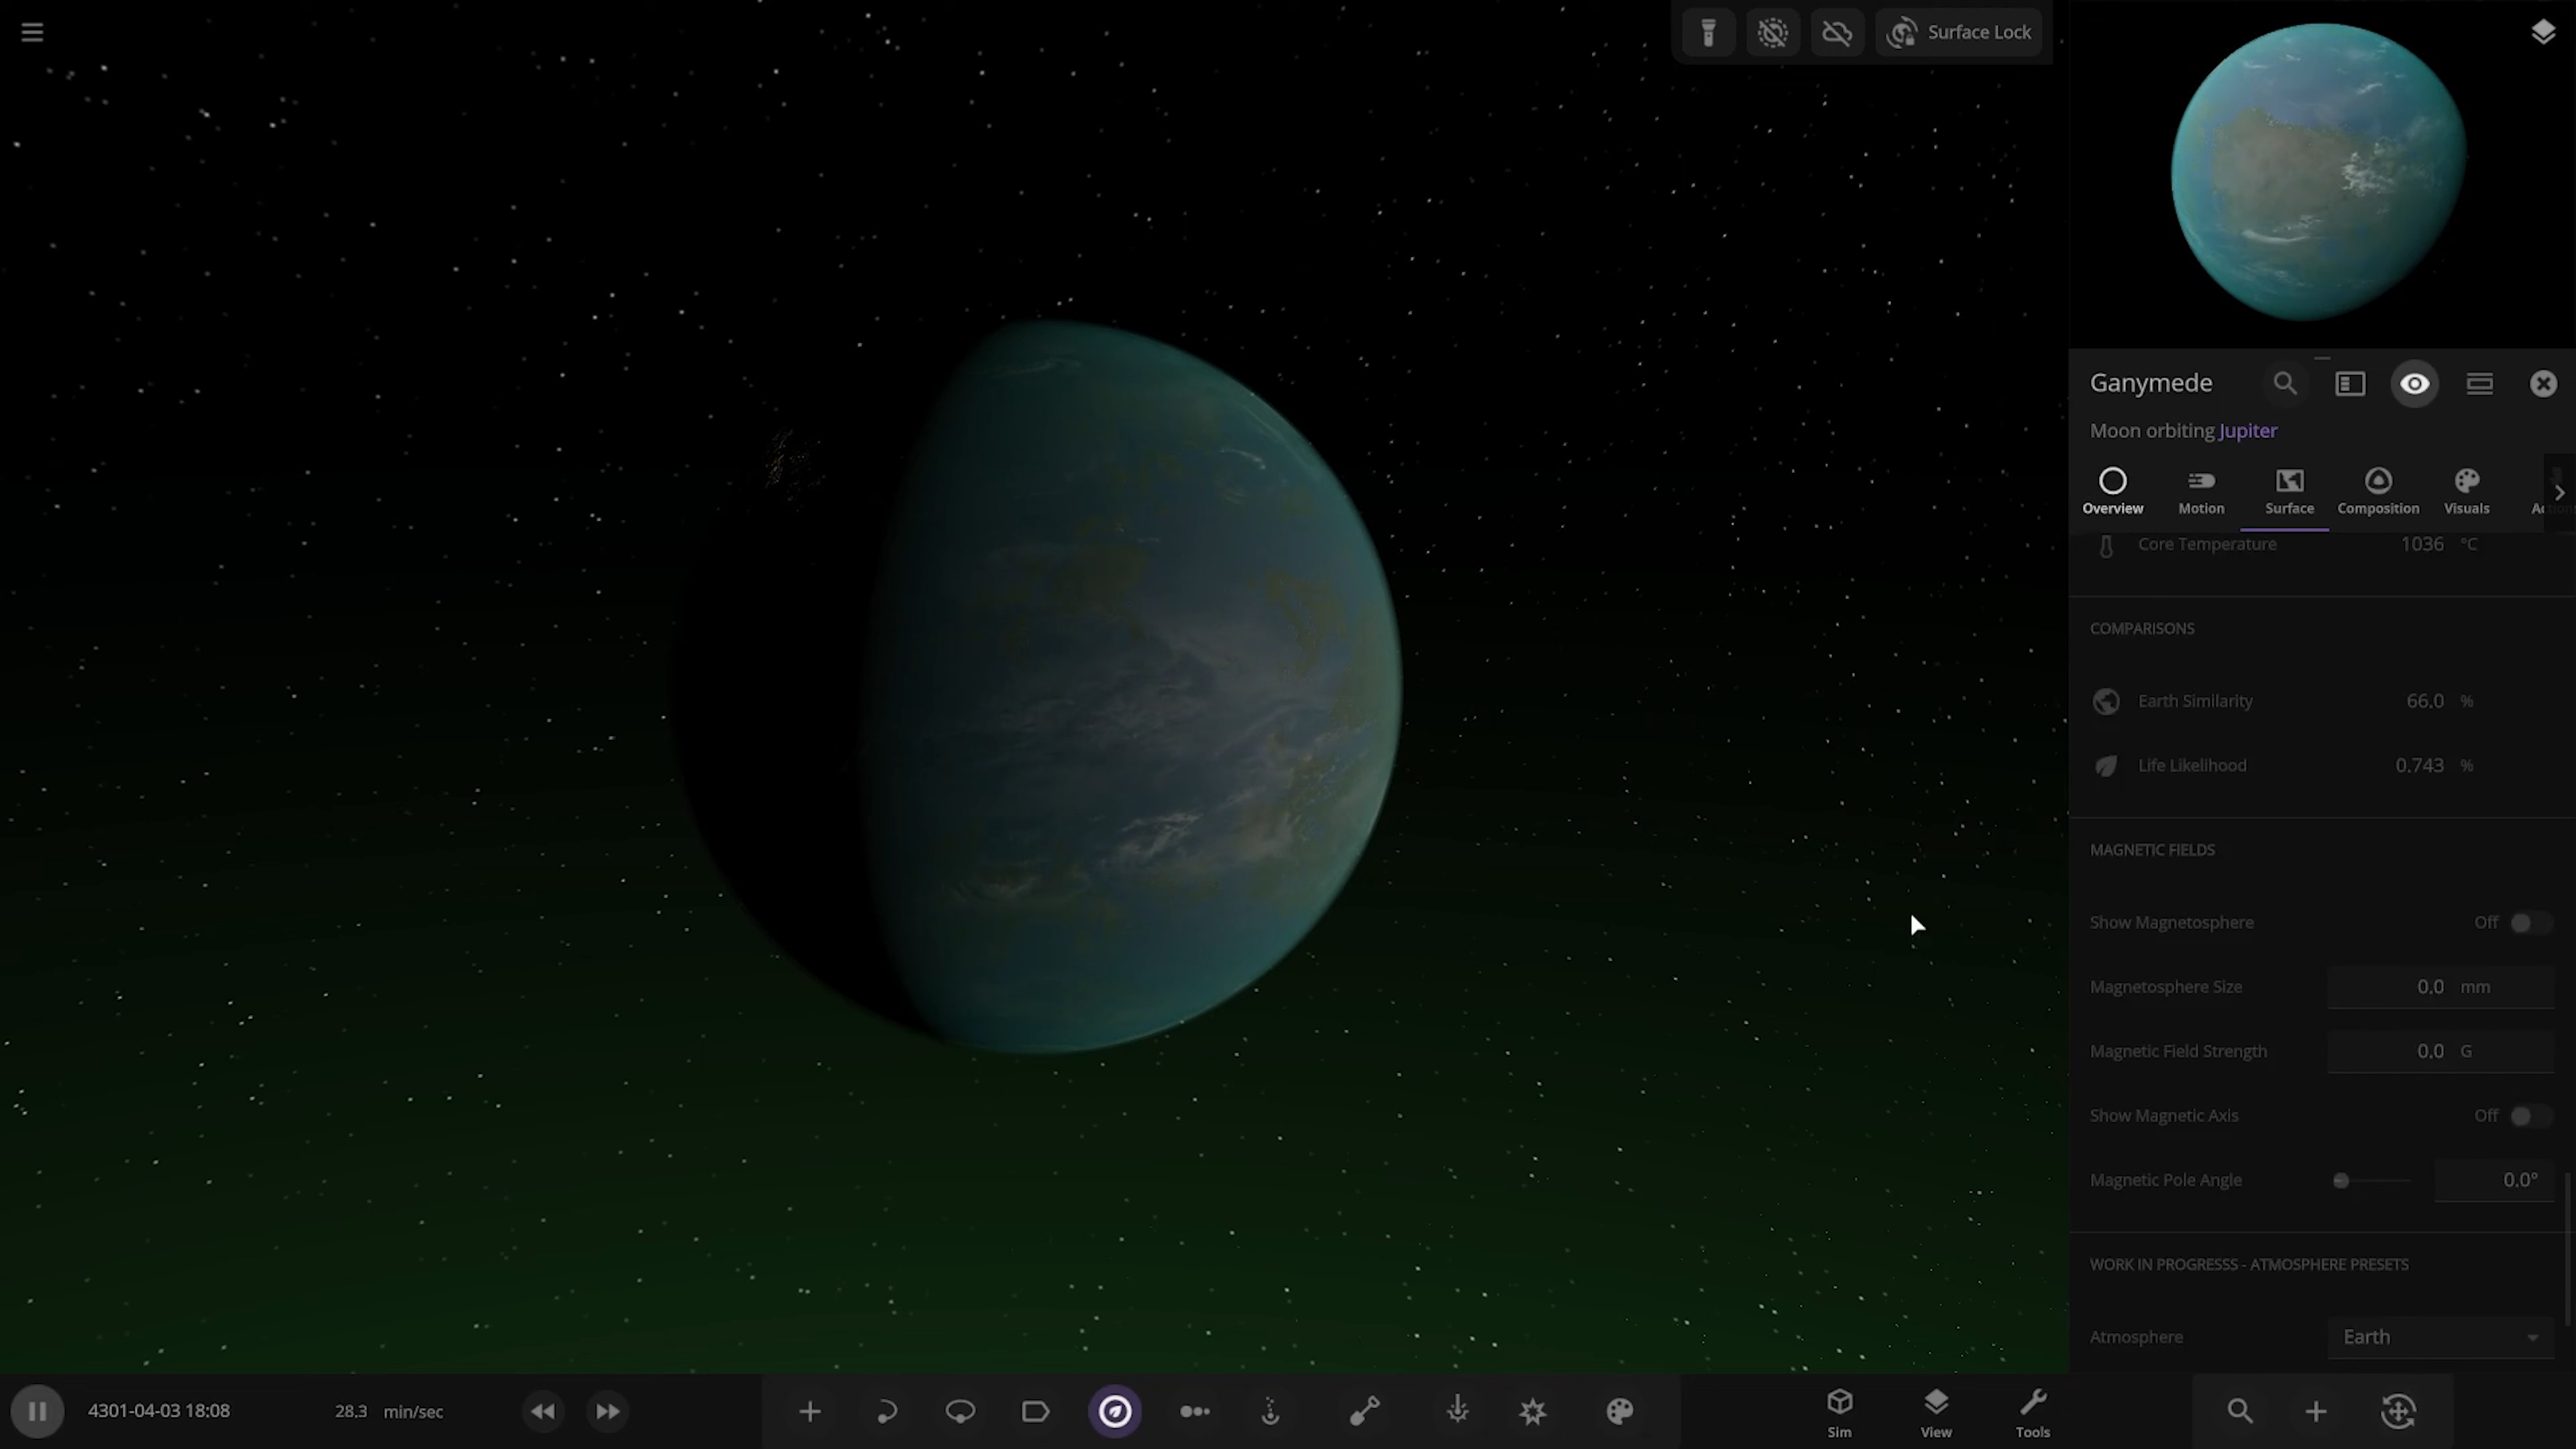 Surface Lock
Ganymede
Moon orbiting Jupiter
Overview
Motion
Surface
Composition
Visuals
Core Temperature 1036 °C
COMPARISONS
Earth Similarity 66.0 %
Life Likelihood 0.743 %
MAGNETIC FIELDS
Show Magnetosphere Off
Magnetosphere Size 0.0 mm
Magnetic Field Strength 0.0 G
Show Magnetic Axis Off
Magnetic Pole Angle 0.0°
WORK IN PROGRESSS - ATMOSPHERE PRESETS
Atmosphere Earth
4301-04-03 18:08 28.3 min/sec
Sim
View
Tools